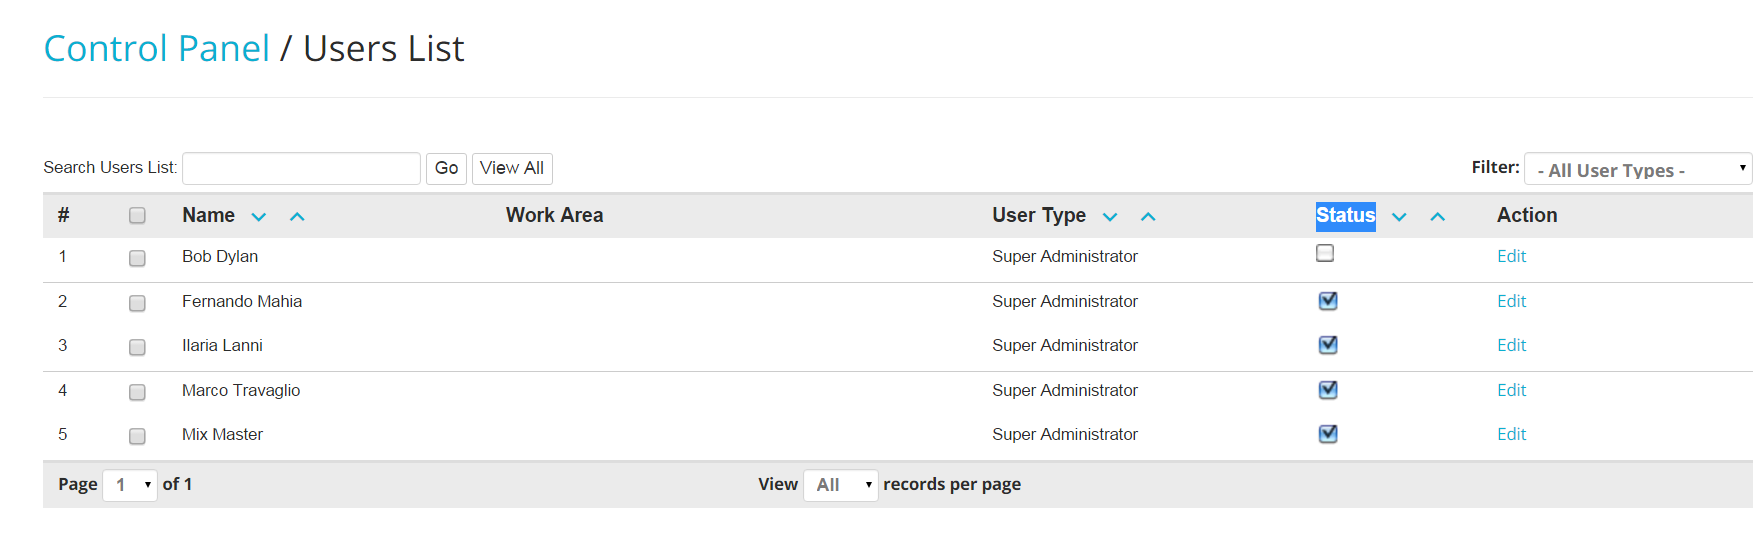 Control Panel / Users List
Search Users List: Go View All Filter: - All User Types -
# Name Work Area User Type Status Action
1 Bob Dylan Super Administrator Edit
2 Fernando Mahia Super Administrator Edit
3 Ilaria Lanni Super Administrator Edit
4 Marco Travaglio Super Administrator Edit
5 Mix Master Super Administrator Edit
Page 1 of 1 View All records per page